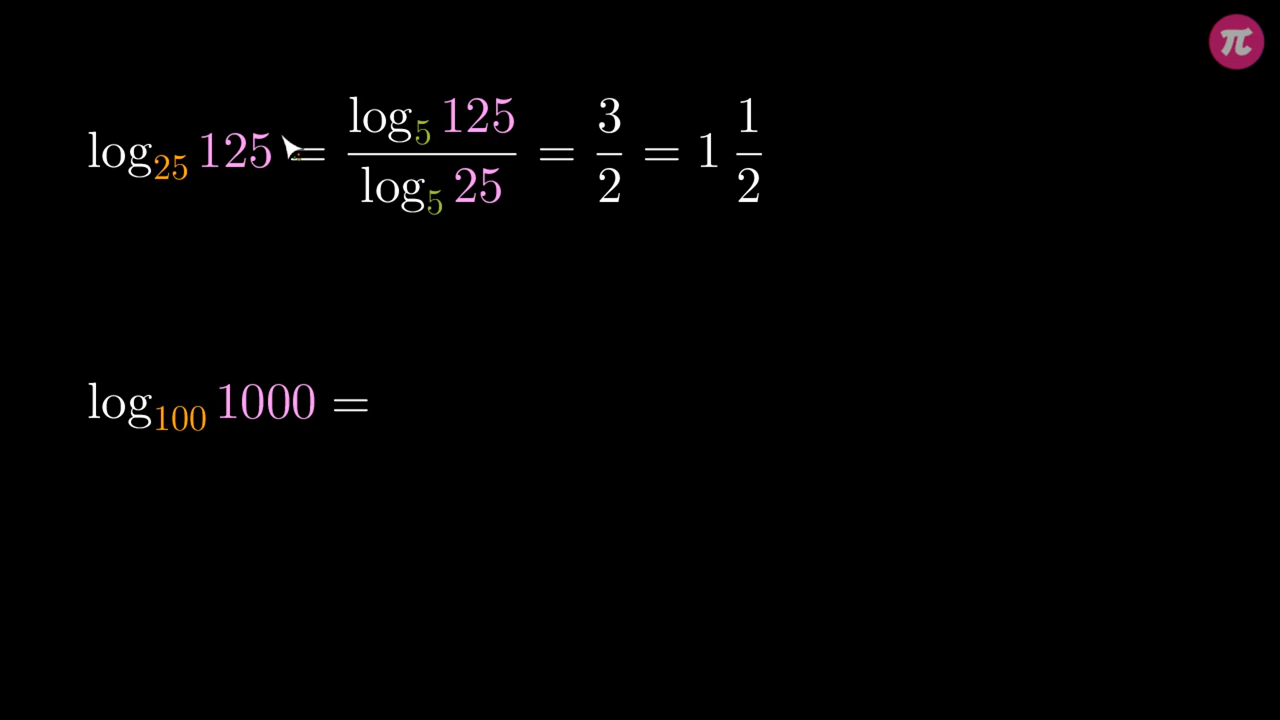 π
log₂₅ 125 = log₅ 125 / log₅ 25 = 3/2 = 1 1/2
log₁₀₀ 1000 =